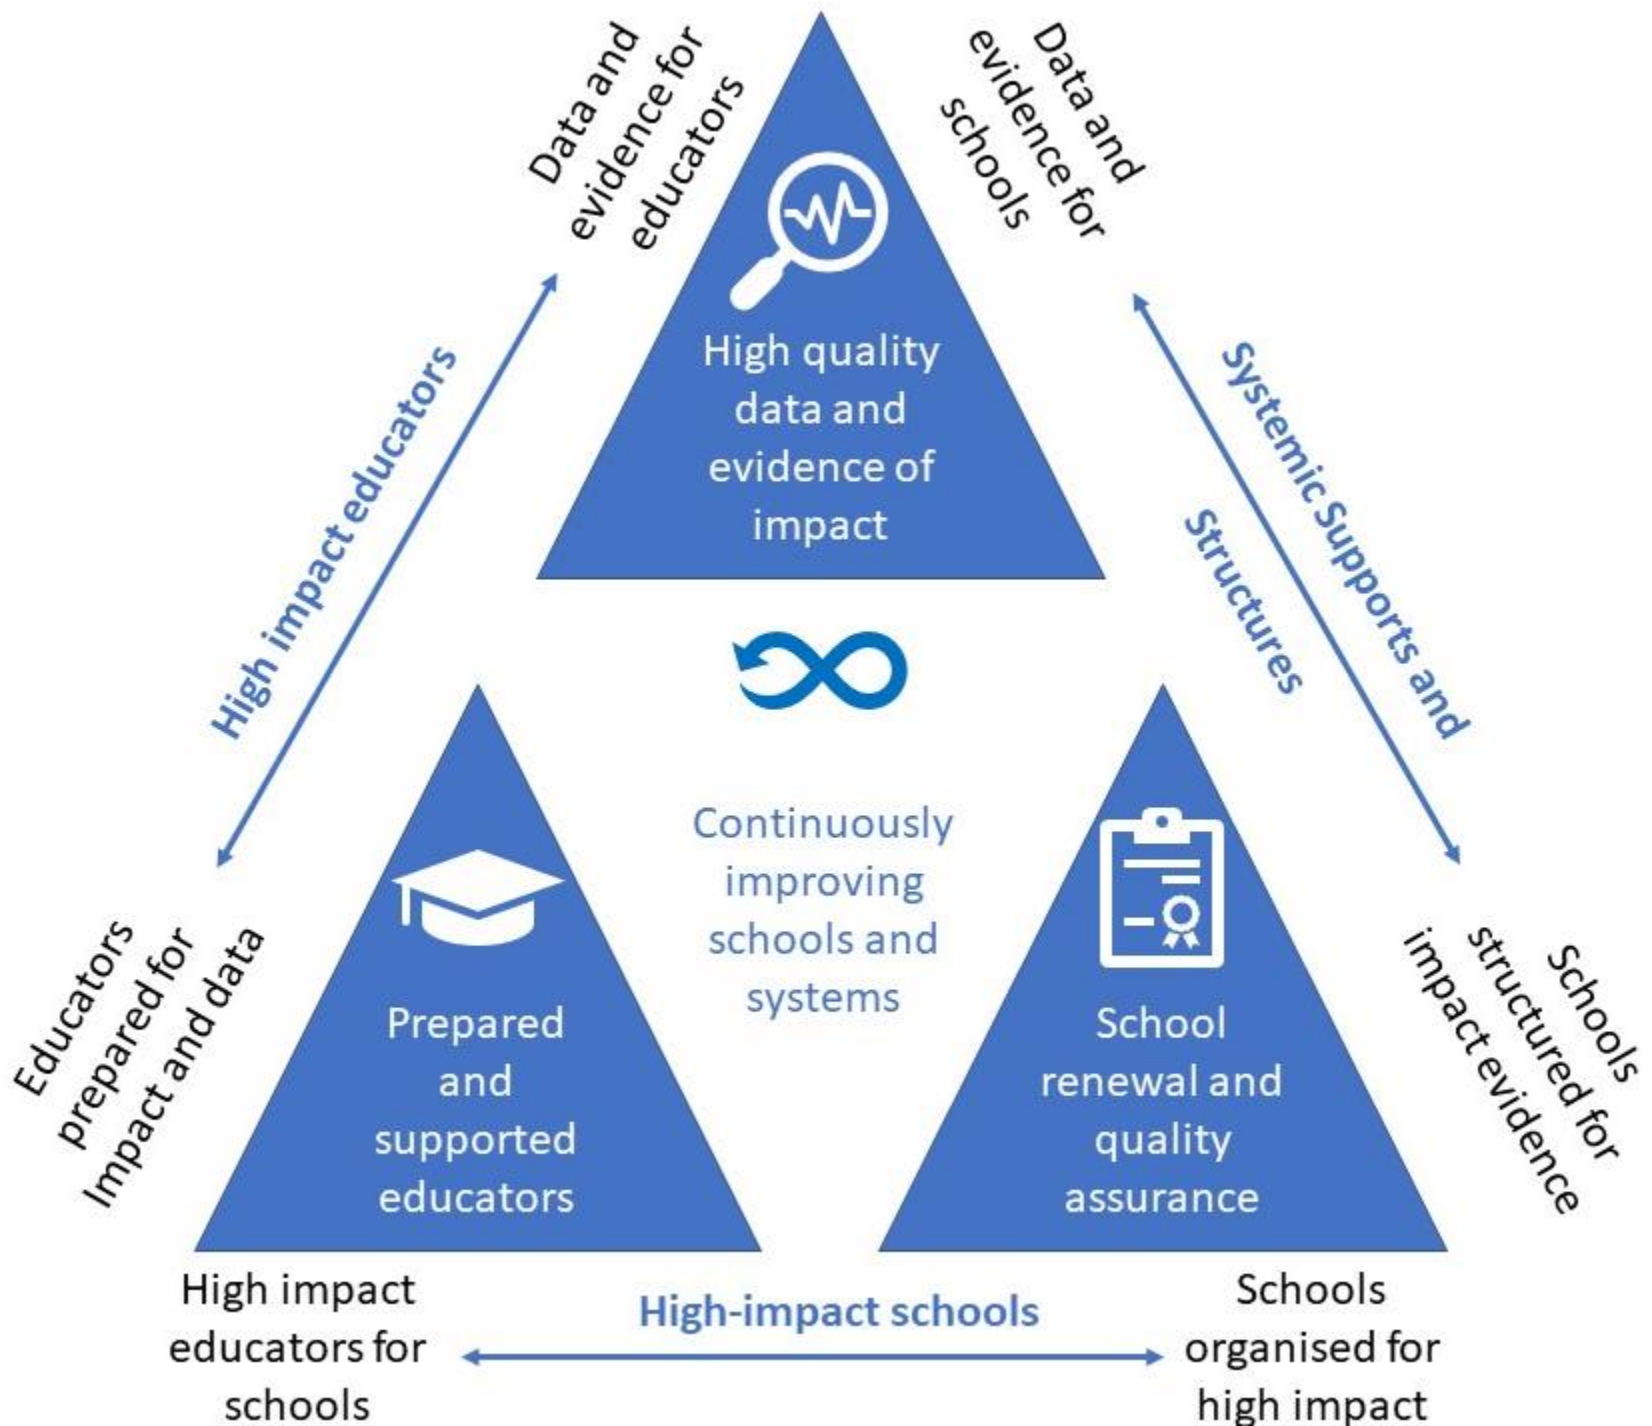 Data and
evidence for
educators
Data and
evidence for
schools
High quality
data and
evidence of
impact
High impact educators
Systemic Supports and
Structures
Continuously
improving
schools and
systems
Educators
prepared for
Impact and data
Prepared
and
supported
educators
School
renewal and
quality
assurance
Schools
structured for
impact evidence
High impact
educators for
schools
High-impact schools
Schools
organised for
high impact